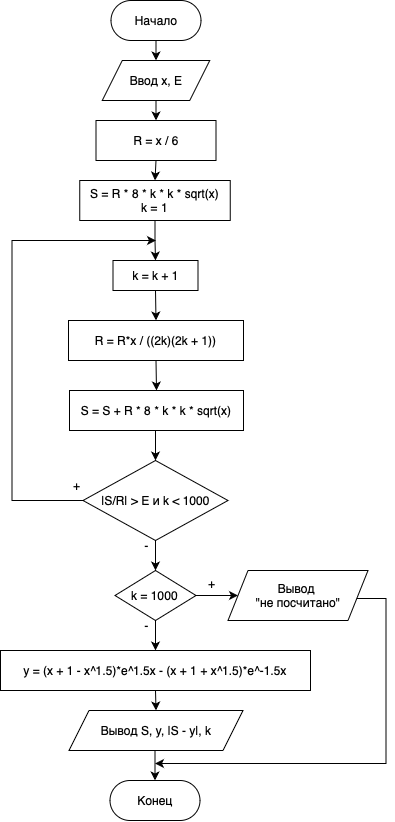 Начало
Ввод x, E
R = x / 6
S = R * 8 * k * k * sqrt(x)
k = 1
k = k + 1
R = R*x / ((2k)(2k + 1))
S = S + R * 8 * k * k * sqrt(x)
|S/R| > E и k < 1000
+
-
k = 1000
+
Вывод
"не посчитано"
-
y = (x + 1 - x^1.5)*e^1.5x - (x + 1 + x^1.5)*e^-1.5x
Вывод S, y, |S - y|, k
Конец